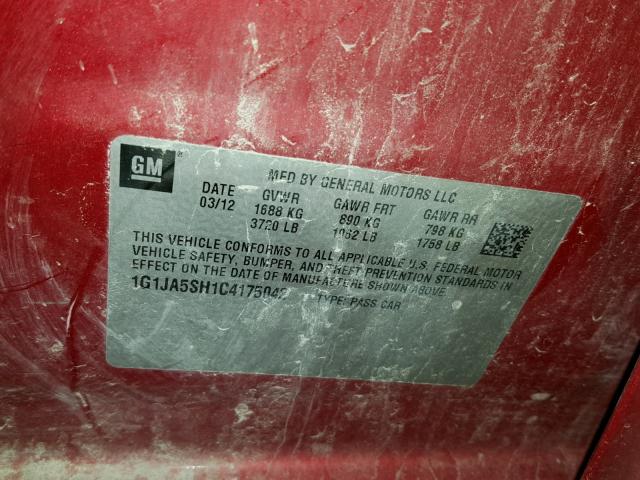 GM
MFD BY GENERAL MOTORS LLC
DATE GVWR GAWR FRT GAWR RR
03/12 1688 KG 890 KG 798 KG
3720 LB 1962 LB 1758 LB
THIS VEHICLE CONFORMS TO ALL APPLICABLE U.S. FEDERAL MOTOR
VEHICLE SAFETY, BUMPER, AND THEFT PREVENTION STANDARDS IN
EFFECT ON THE DATE OF MANUFACTURE SHOWN ABOVE.
TYPE: PASS CAR